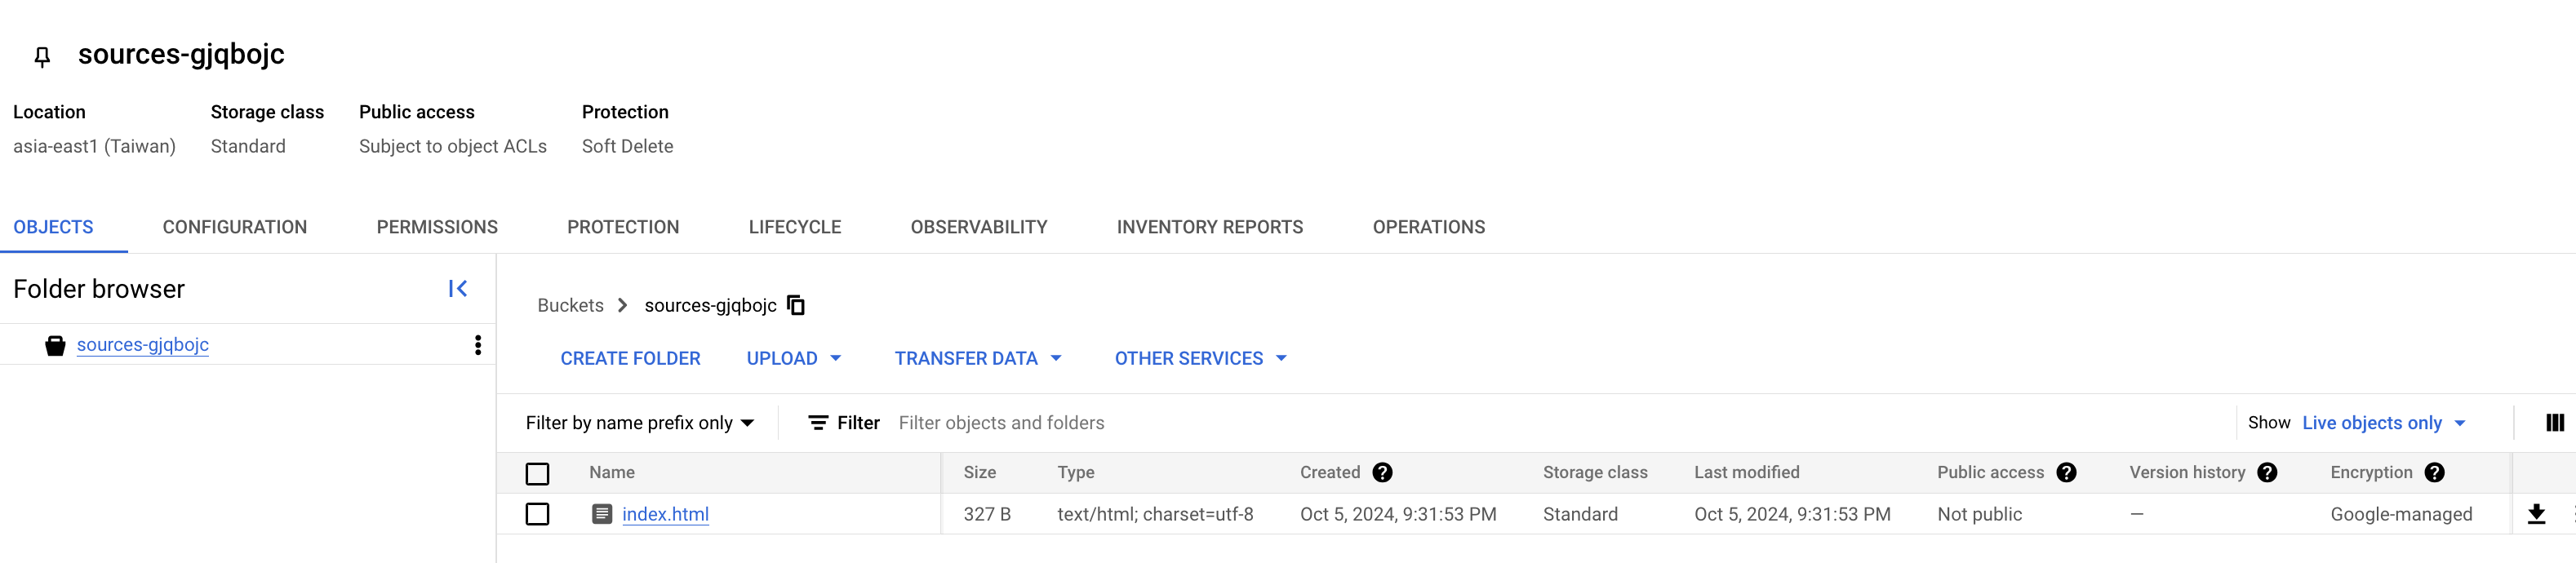 sources-gjqbojc
Location Storage class Public access Protection
asia-east1 (Taiwan) Standard Subject to object ACLs Soft Delete
OBJECTS CONFIGURATION PERMISSIONS PROTECTION LIFECYCLE OBSERVABILITY INVENTORY REPORTS OPERATIONS
Folder browser
sources-gjqbojc
Buckets > sources-gjqbojc
CREATE FOLDER UPLOAD TRANSFER DATA OTHER SERVICES
Filter by name prefix only Filter Filter objects and folders Show Live objects only
Name Size Type Created Storage class Last modified Public access Version history Encryption
index.html 327 B text/html; charset=utf-8 Oct 5, 2024, 9:31:53 PM Standard Oct 5, 2024, 9:31:53 PM Not public — Google-managed